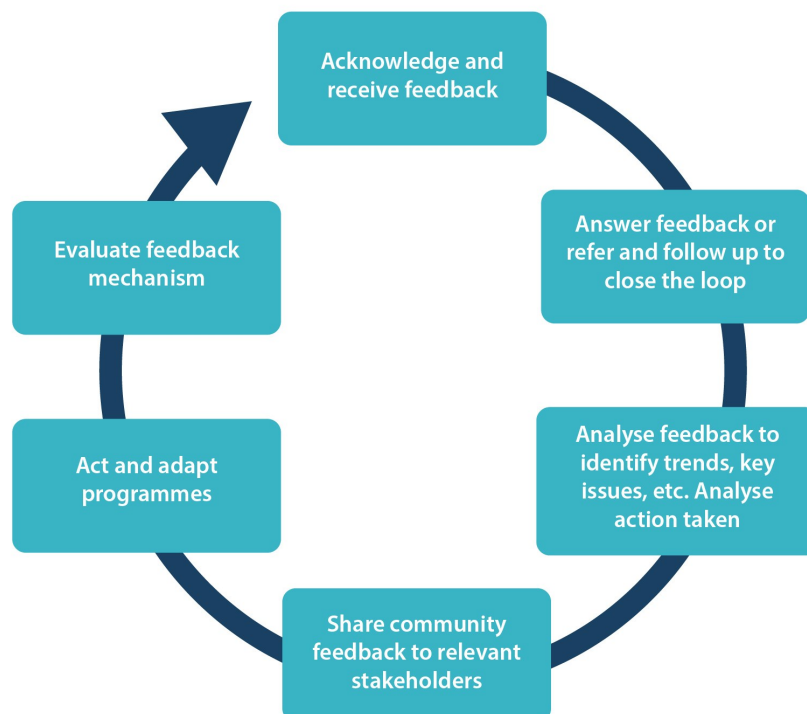 Acknowledge and
receive feedback
Answer feedback or
refer and follow up to
close the loop
Analyse feedback to
identify trends, key
issues, etc. Analyse
action taken
Share community
feedback to relevant
stakeholders
Act and adapt
programmes
Evaluate feedback
mechanism